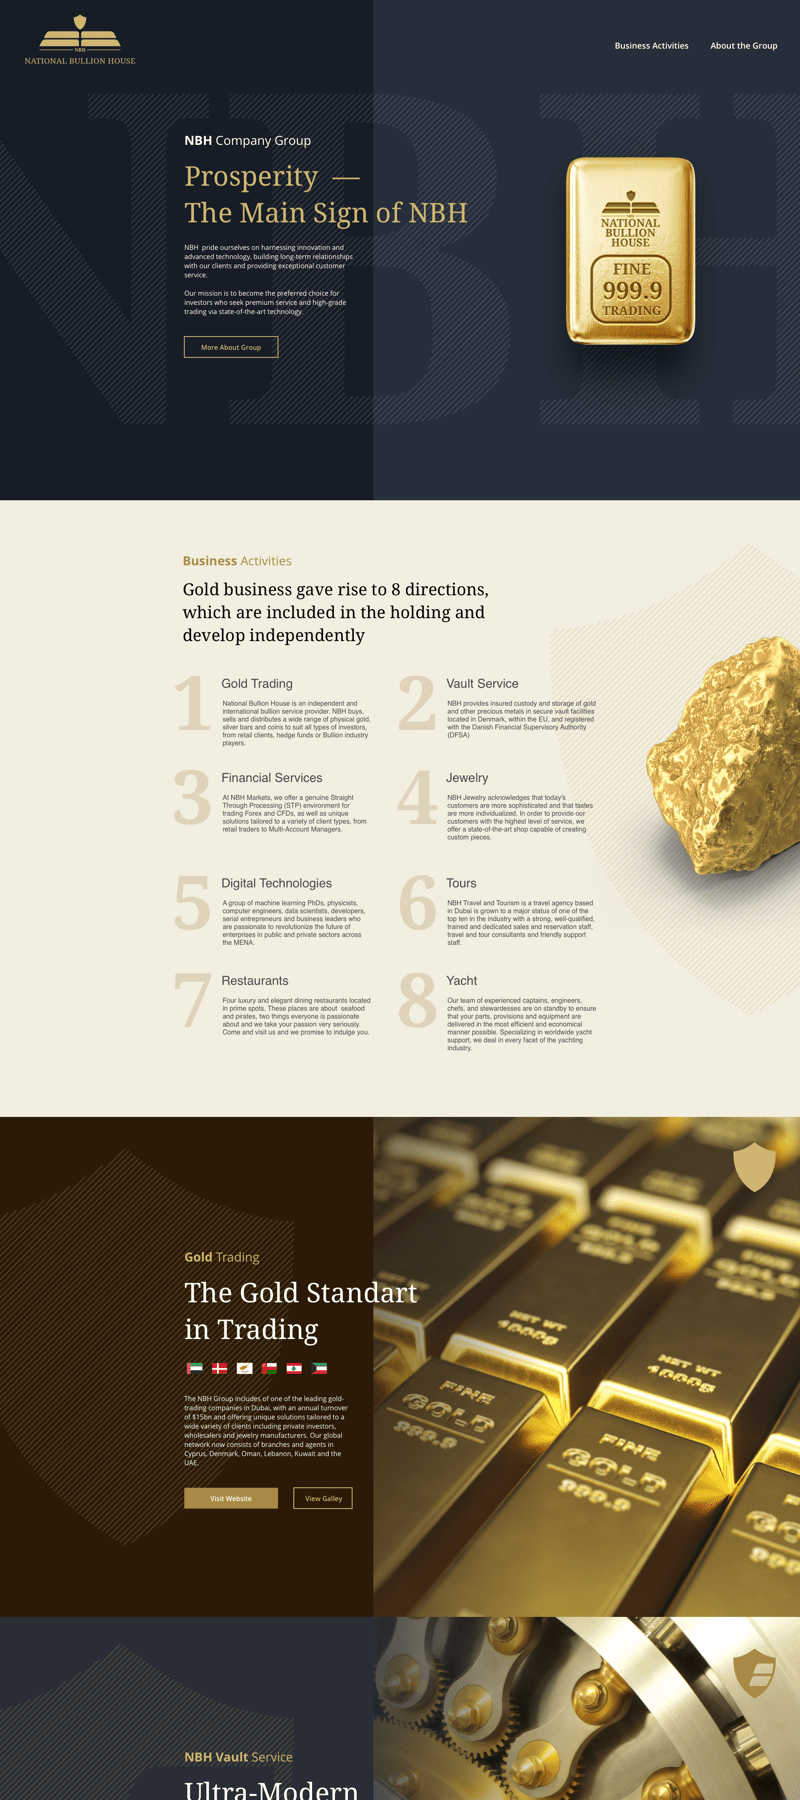 NBH
NATIONAL BULLION HOUSE
Business Activities
About the Group
NBH
NBH Company Group
Prosperity —
The Main Sign of NBH
NBH pride ourselves on harnessing innovation and
advanced technology, building long-term relationships
with our clients and providing exceptional customer
service.
Our mission is to become the preferred choice for
investors who seek premium service and high-grade
trading via state-of-the-art technology.
More About Group
NATIONAL
BULLION
HOUSE
FINE
999.9
TRADING
Business Activities
Gold business gave rise to 8 directions,
which are included in the holding and
develop independently
1
Gold Trading
National Bullion House is an independent and
international bullion service provider. NBH buys,
sells and distributes a wide range of physical gold,
silver bars and coins to suit all types of investors,
from retail clients, hedge funds or Bullion industry
players.
2
Vault Service
NBH provides insured custody and storage of gold
and other precious metals in secure vault facilities
located in Denmark, within the EU, and registered
with the Danish Financial Supervisory Authority
(DFSA)
3
Financial Services
At NBH Markets, we offer a genuine Straight
Through Processing (STP) environment for
trading Forex and CFDs, as well as unique
solutions tailored to a variety of client types, from
retail traders to Multi-Account Managers.
4
Jewelry
NBH Jewelry acknowledges that today's
customers are more sophisticated and that tastes
are more individualized. In order to provide our
customers with the highest level of service, we
offer a state-of-the-art shop capable of creating
custom pieces.
5
Digital Technologies
A group of machine learning PhDs, physicists,
computer engineers, data scientists, developers,
serial entrepreneurs and business leaders who
are passionate to revolutionize the future of
enterprises in public and private sectors across
the MENA.
6
Tours
NBH Travel and Tourism is a travel agency based
in Dubai is grown to a major status of one of the
top ten in the industry with a strong, well-qualified,
trained and dedicated sales and reservation staff,
travel and tour consultants and friendly support
staff.
7
Restaurants
Four luxury and elegant dining restaurants located
in prime spots. These places are about seafood
and pirates, two things everyone is passionate
about and we take your passion very seriously.
Come and visit us and we promise to indulge you.
8
Yacht
Our team of experienced captains, engineers,
chefs, and stewardesses are on standby to ensure
that your parts, provisions and equipment are
delivered in the most efficient and economical
manner possible. Specializing in worldwide yacht
support, we deal in every facet of the yachting
industry.
Gold Trading
The Gold Standart
in Trading
The NBH Group includes of one of the leading gold-
trading companies in Dubai, with an annual turnover
of $15bn and offering unique solutions tailored to a
wide variety of clients including private investors,
wholesalers and jewelry manufacturers. Our global
network now consists of branches and agents in
Cyprus, Denmark, Oman, Lebanon, Kuwait and the
UAE.
Visit Website
View Galley
NET WT
1000g
NET WT
1000g
FINE
GOLD
999.9
FINE
GOLD
999.9
NBH Vault Service
Ultra-Modern